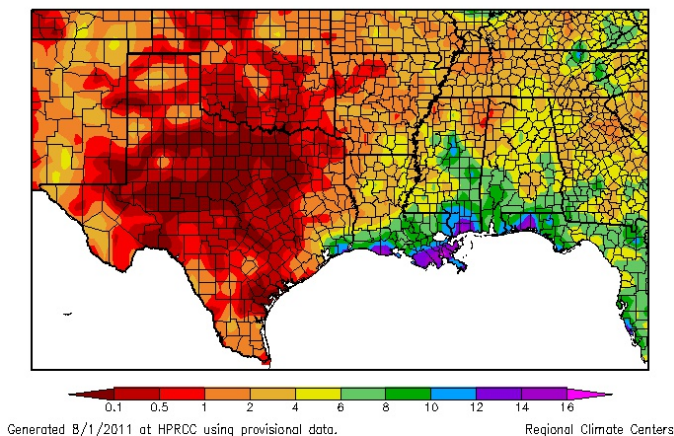 0.1 0.5 1 2 4 6 8 10 12 14 16
Generated 8/1/2011 at HPRCC using provisional data. Regional Climate Centers